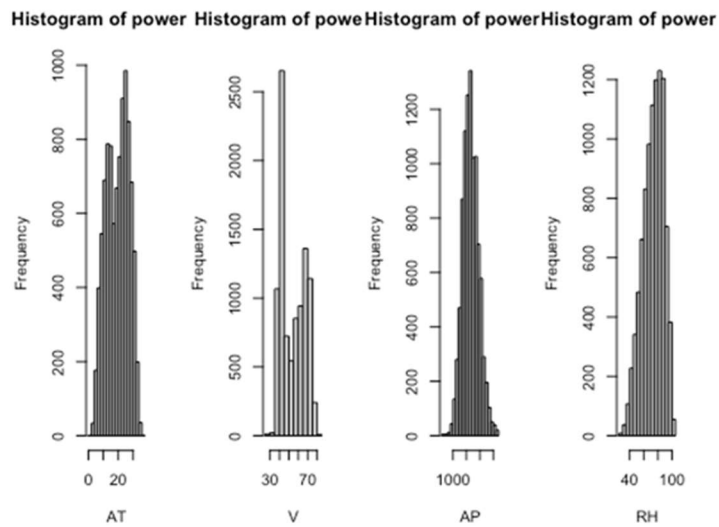 Histogram of power Histogram of powe Histogram of power Histogram of power
Frequency
0 200 400 600 800 1000
0 20
AT
Frequency
0 500 1000 1500 2000 2500
30 70
V
Frequency
0 200 400 600 800 1000 1200
1000
AP
Frequency
0 200 400 600 800 1000 1200
40 100
RH